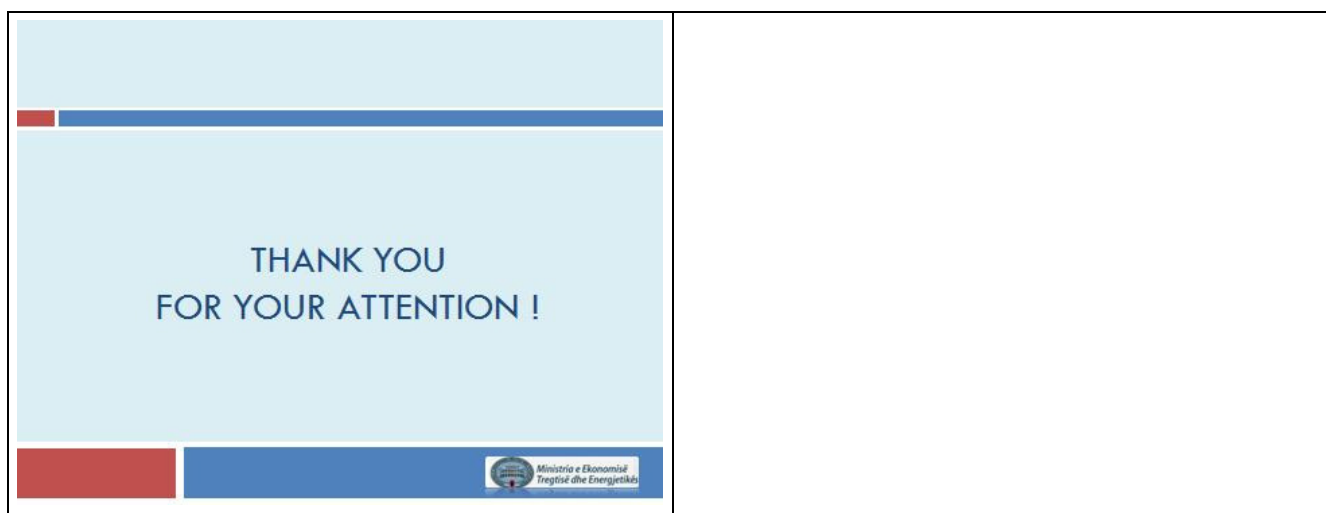 THANK YOU
FOR YOUR ATTENTION !
Ministria e Ekonomisë
Tregtisë dhe Energjetikës